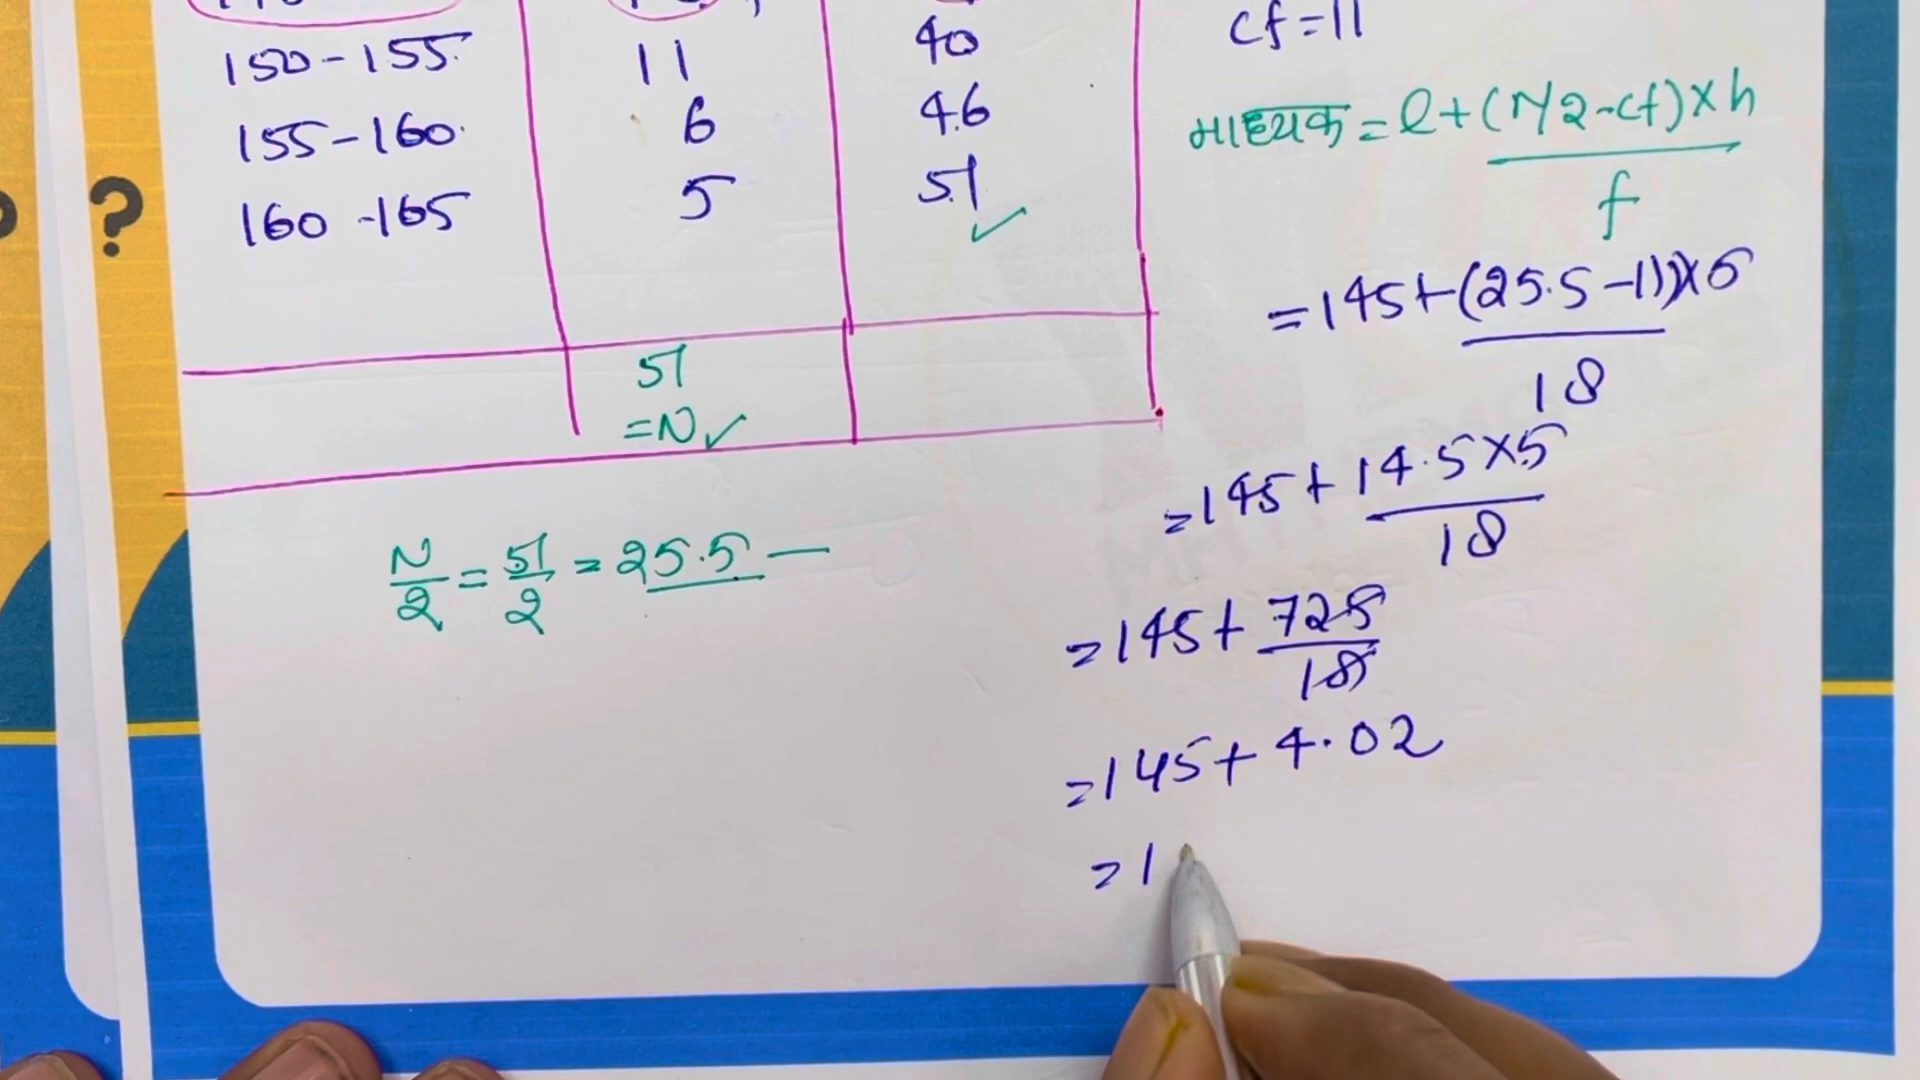 150-155 11 40
155-160 6 46
160-165 5 51 ✓
51
=N ✓
N/2 = 51/2 = 25.5 —
cf=11
माध्यक = l+(N/2-cf)×h / f
=145+(25.5-11)×5 / 18
=145+14.5×5 / 18
=145+725 / 18
=145+4.02
=1
?